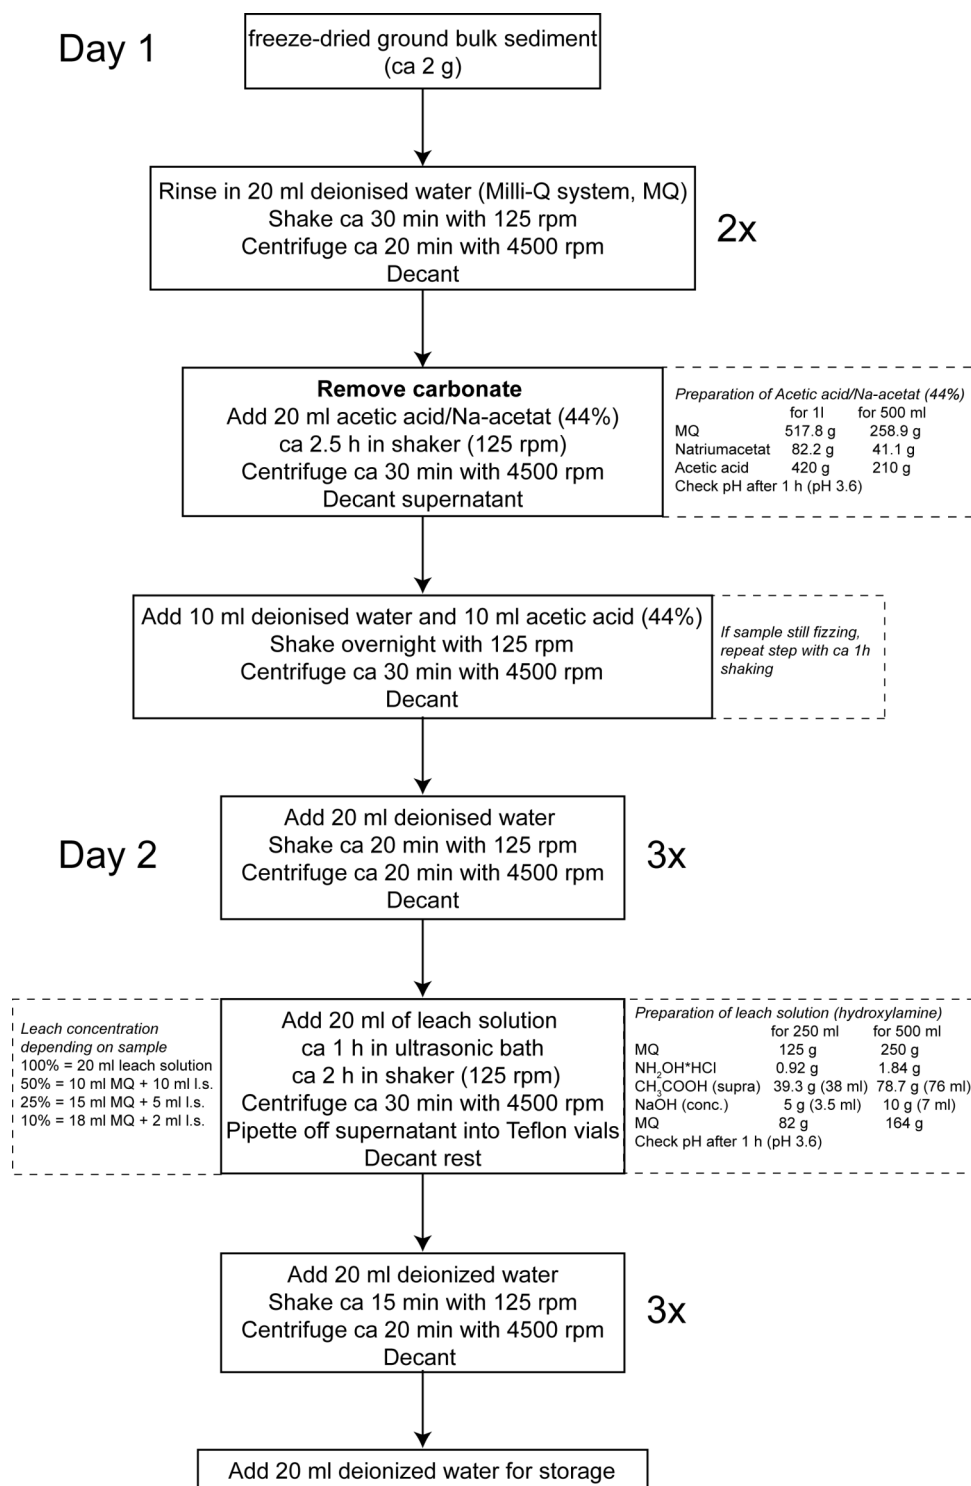 Day 1
freeze-dried ground bulk sediment
(ca 2 g)
Rinse in 20 ml deionised water (Milli-Q system, MQ)
Shake ca 30 min with 125 rpm
Centrifuge ca 20 min with 4500 rpm
Decant
2x
Remove carbonate
Add 20 ml acetic acid/Na-acetat (44%)
ca 2.5 h in shaker (125 rpm)
Centrifuge ca 30 min with 4500 rpm
Decant supernatant
Preparation of Acetic acid/Na-acetat (44%)
for 1l for 500 ml
MQ 517.8 g 258.9 g
Natriumacetat 82.2 g 41.1 g
Acetic acid 420 g 210 g
Check pH after 1 h (pH 3.6)
Add 10 ml deionised water and 10 ml acetic acid (44%)
Shake overnight with 125 rpm
Centrifuge ca 30 min with 4500 rpm
Decant
If sample still fizzing,
repeat step with ca 1h
shaking
Day 2
Add 20 ml deionised water
Shake ca 20 min with 125 rpm
Centrifuge ca 20 min with 4500 rpm
Decant
3x
Leach concentration
depending on sample
100% = 20 ml leach solution
50% = 10 ml MQ + 10 ml l.s.
25% = 15 ml MQ + 5 ml l.s.
10% = 18 ml MQ + 2 ml l.s.
Add 20 ml of leach solution
ca 1 h in ultrasonic bath
ca 2 h in shaker (125 rpm)
Centrifuge ca 30 min with 4500 rpm
Pipette off supernatant into Teflon vials
Decant rest
Preparation of leach solution (hydroxylamine)
for 250 ml for 500 ml
MQ 125 g 250 g
NH₂OH*HCl 0.92 g 1.84 g
CH₃COOH (supra) 39.3 g (38 ml) 78.7 g (76 ml)
NaOH (conc.) 5 g (3.5 ml) 10 g (7 ml)
MQ 82 g 164 g
Check pH after 1 h (pH 3.6)
Add 20 ml deionized water
Shake ca 15 min with 125 rpm
Centrifuge ca 20 min with 4500 rpm
Decant
3x
Add 20 ml deionized water for storage